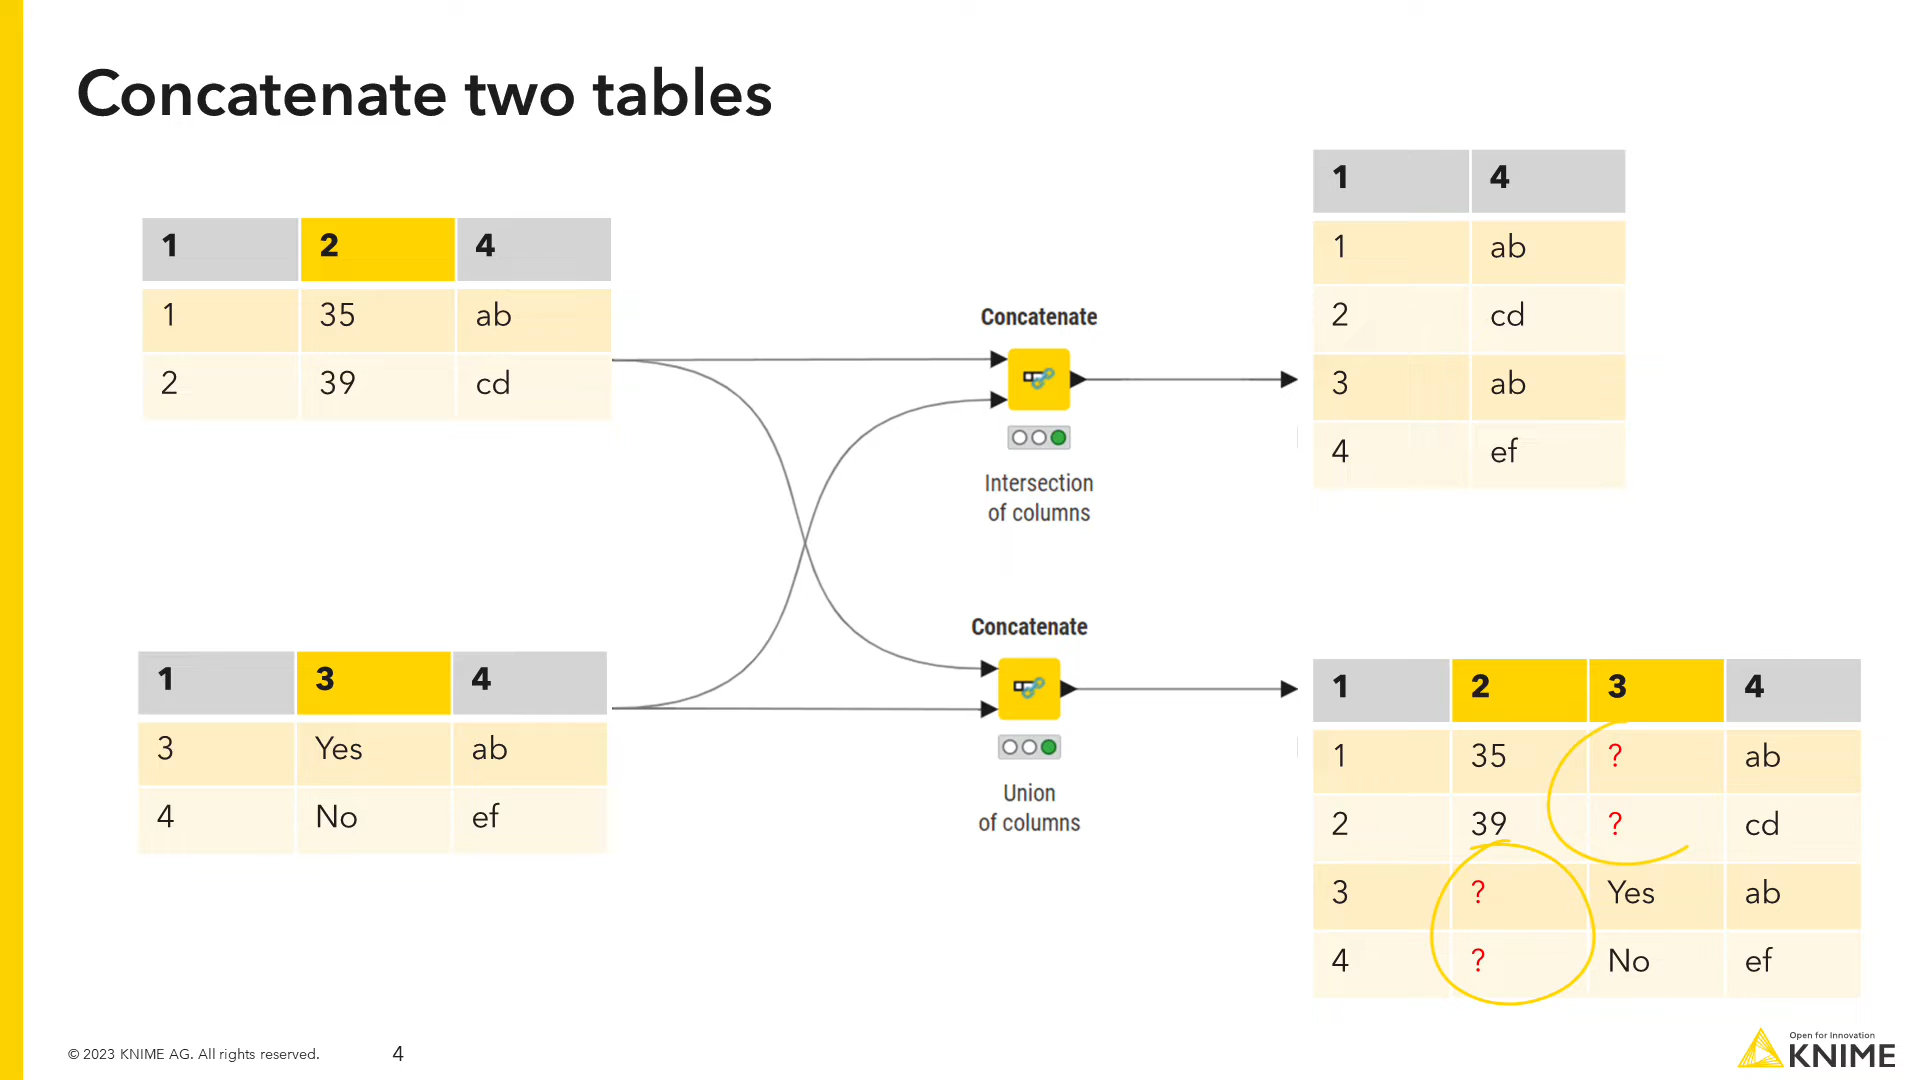 Concatenate two tables
1 2 4
1 35 ab
2 39 cd
1 3 4
3 Yes ab
4 No ef
Concatenate
Intersection
of columns
Concatenate
Union
of columns
1 4
1 ab
2 cd
3 ab
4 ef
1 2 3 4
1 35 ? ab
2 39 ? cd
3 ? Yes ab
4 ? No ef
© 2023 KNIME AG. All rights reserved.
4
Open for Innovation
KNIME